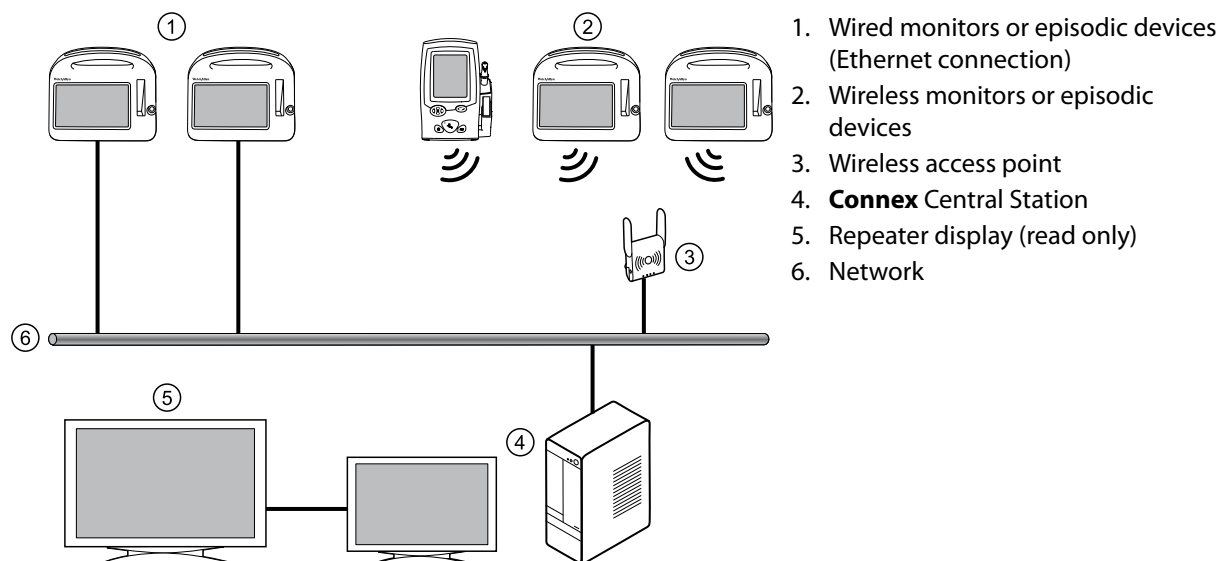 1
2
3
4
5
6
1. Wired monitors or episodic devices
(Ethernet connection)
2. Wireless monitors or episodic
devices
3. Wireless access point
4. Connex Central Station
5. Repeater display (read only)
6. Network